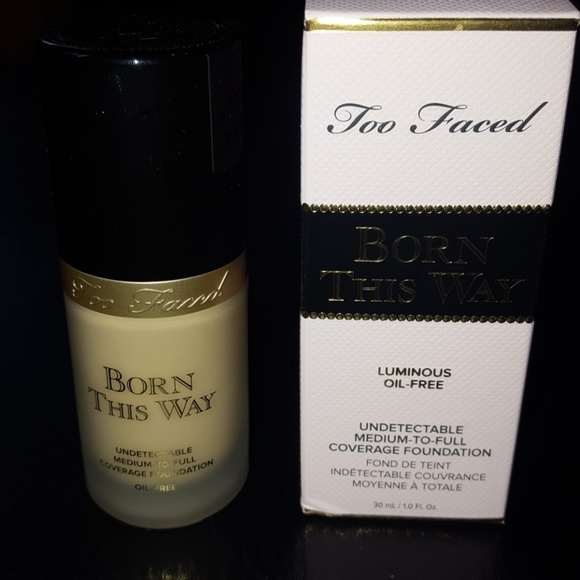 Too Faced
BORN
THIS WAY
UNDETECTABLE
MEDIUM-TO-FULL
COVERAGE FOUNDATION
OIL-FREE
Too Faced
BORN
THIS WAY
LUMINOUS
OIL-FREE
UNDETECTABLE
MEDIUM-TO-FULL
COVERAGE FOUNDATION
FOND DE TEINT
INDÉTECTABLE COUVRANCE
MOYENNE À TOTALE
30 mL / 1.0 Fl. Oz.